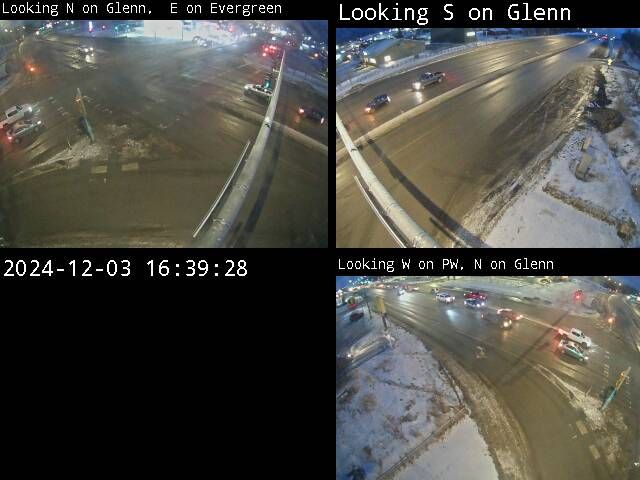 Looking N on Glenn,  E on Evergreen
Looking S on Glenn
2024-12-03 16:39:28
Looking W on PW, N on Glenn